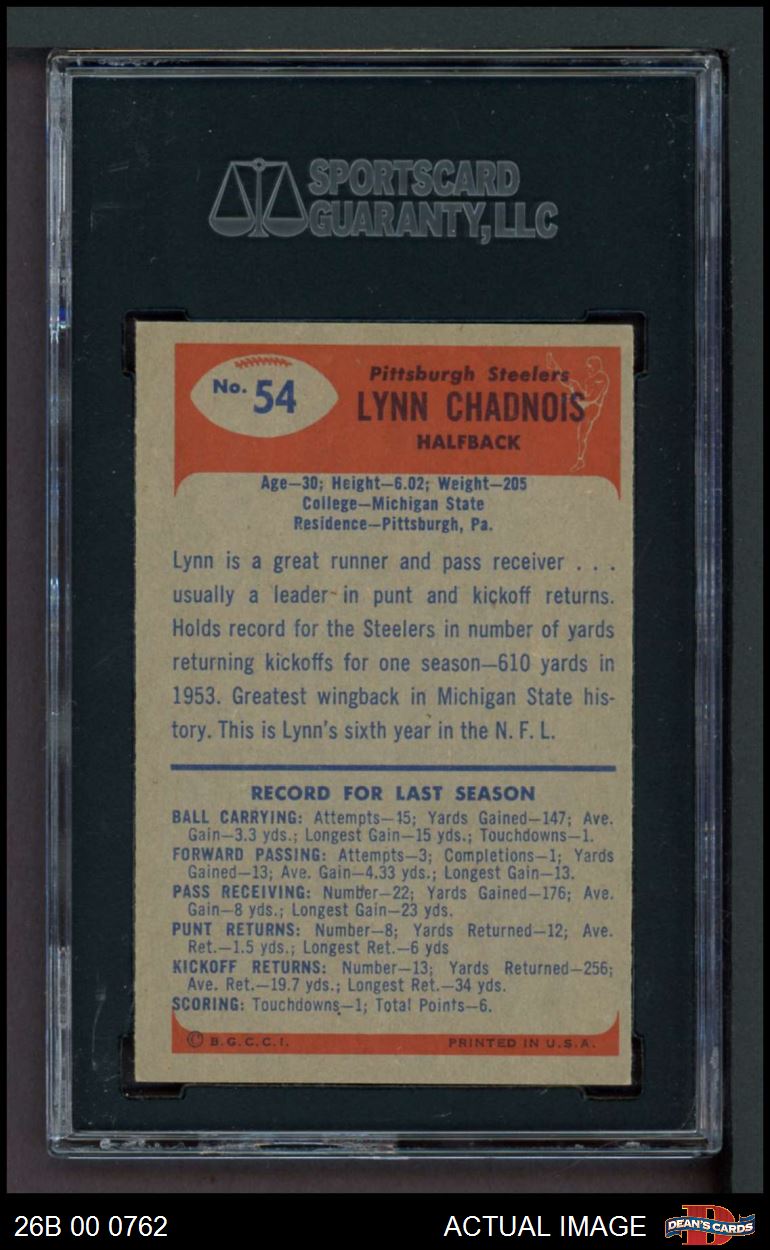 SPORTSCARD
GUARANTY, LLC
No. 54
Pittsburgh Steelers
LYNN CHADNOIS
HALFBACK
Age—30; Height—6.02; Weight—205
College—Michigan State
Residence—Pittsburgh, Pa.
Lynn is a great runner and pass receiver . . .
usually a leader in punt and kickoff returns.
Holds record for the Steelers in number of yards
returning kickoffs for one season—610 yards in
1953. Greatest wingback in Michigan State his-
tory. This is Lynn's sixth year in the N. F. L.
RECORD FOR LAST SEASON
BALL CARRYING: Attempts—15; Yards Gained—147; Ave.
Gain—3.3 yds.; Longest Gain—15 yds.; Touchdowns—1.
FORWARD PASSING: Attempts—3; Completions—1; Yards
Gained—13; Ave. Gain—4.33 yds.; Longest Gain—13.
PASS RECEIVING: Number—22; Yards Gained—176; Ave.
Gain—8 yds.; Longest Gain—23 yds.
PUNT RETURNS: Number—8; Yards Returned—12; Ave.
Ret.—1.5 yds.; Longest Ret.—6 yds
KICKOFF RETURNS: Number—13; Yards Returned—256;
Ave. Ret.—19.7 yds.; Longest Ret.—34 yds.
SCORING: Touchdowns—1; Total Points—6.
© B.G.C.C.I. PRINTED IN U.S.A.
26B 00 0762 ACTUAL IMAGE DEAN'S CARDS